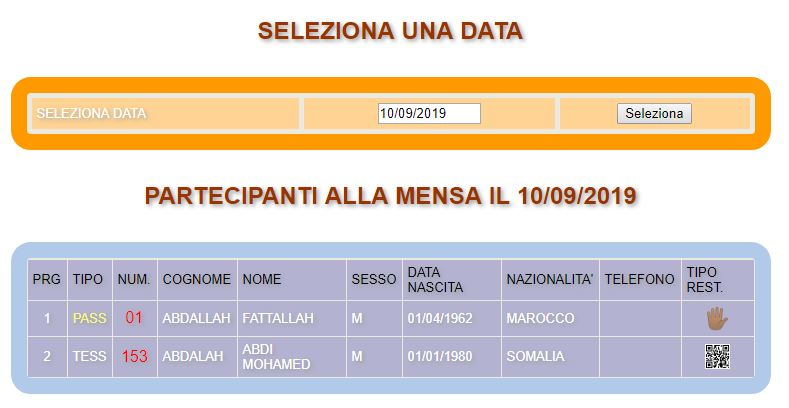 SELEZIONA UNA DATA
SELEZIONA DATA 10/09/2019 Seleziona
PARTECIPANTI ALLA MENSA IL 10/09/2019
PRG TIPO NUM. COGNOME NOME SESSO DATA NASCITA NAZIONALITA' TELEFONO TIPO REST.
1 PASS 01 ABDALLAH FATTALLAH M 01/04/1962 MAROCCO
2 TESS 153 ABDALAH ABDI MOHAMED M 01/01/1980 SOMALIA